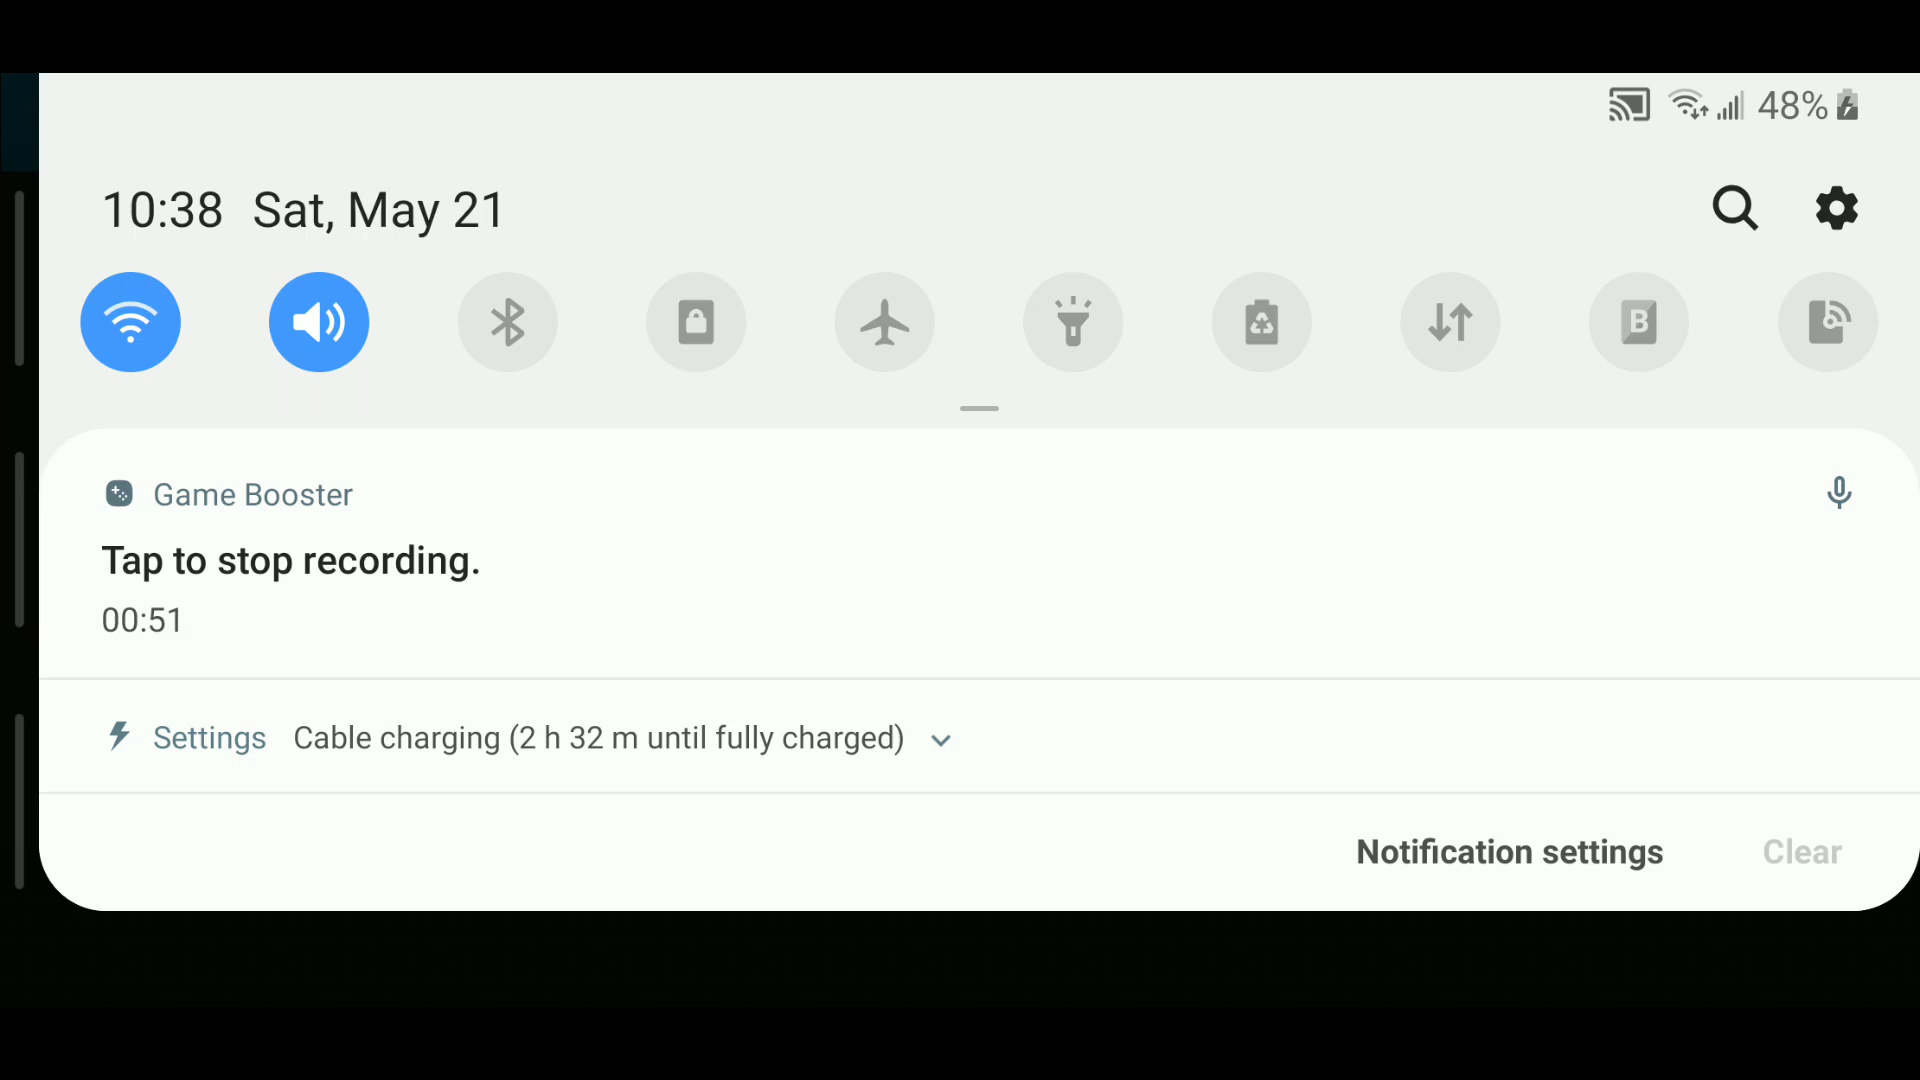 48%
10:38 Sat, May 21
B
Game Booster
Tap to stop recording.
00:51
Settings Cable charging (2 h 32 m until fully charged)
Notification settings Clear